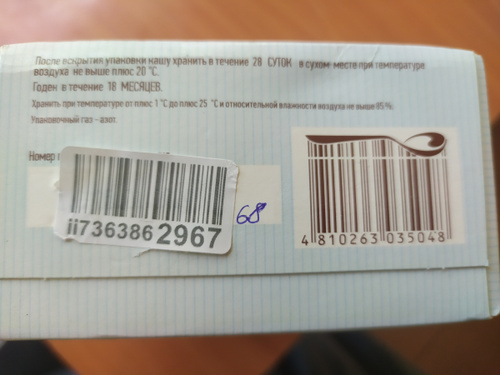 После вскрытия упаковки кашу хранить в течение 28 СУТОК в сухом месте при температуре
воздуха не выше плюс 20 °С.
Годен в течение 18 МЕСЯЦЕВ.
Хранить при температуре от плюс 1 °С до плюс 25 °С и относительной влажности воздуха не выше 85%.
Упаковочный газ - азот.
Номер
ii7363862967
68
4 810263 035048